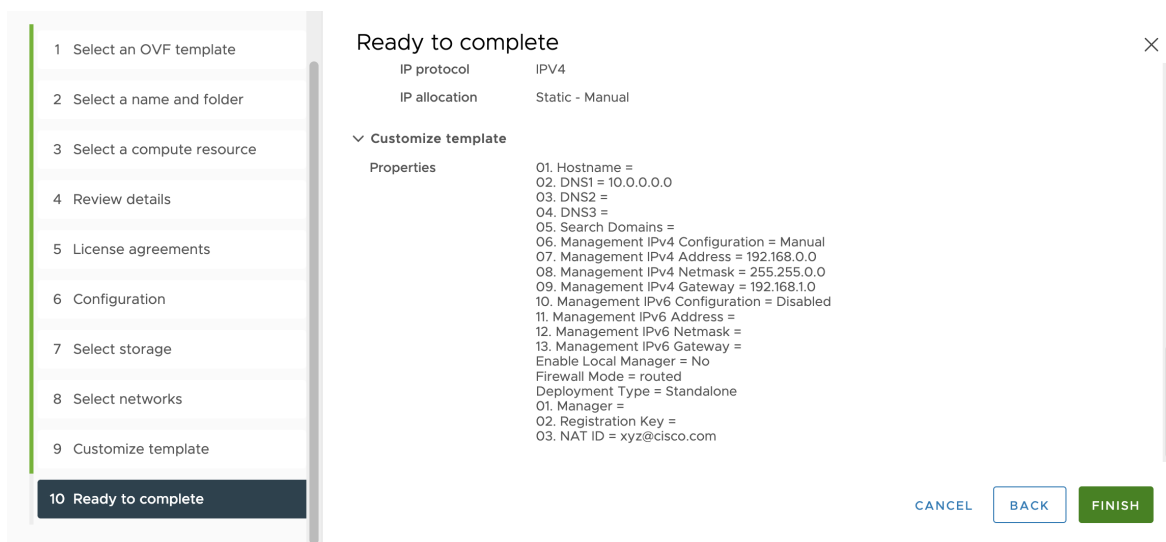 1 Select an OVF template
2 Select a name and folder
3 Select a compute resource
4 Review details
5 License agreements
6 Configuration
7 Select storage
8 Select networks
9 Customize template
10 Ready to complete
Ready to complete
IP protocol IPV4
IP allocation Static - Manual
Customize template
Properties 01. Hostname =
02. DNS1 = 10.0.0.0.0
03. DNS2 =
04. DNS3 =
05. Search Domains =
06. Management IPv4 Configuration = Manual
07. Management IPv4 Address = 192.168.0.0
08. Management IPv4 Netmask = 255.255.0.0
09. Management IPv4 Gateway = 192.168.1.0
10. Management IPv6 Configuration = Disabled
11. Management IPv6 Address =
12. Management IPv6 Netmask =
13. Management IPv6 Gateway =
Enable Local Manager = No
Firewall Mode = routed
Deployment Type = Standalone
01. Manager =
02. Registration Key =
03. NAT ID = xyz@cisco.com
CANCEL BACK FINISH